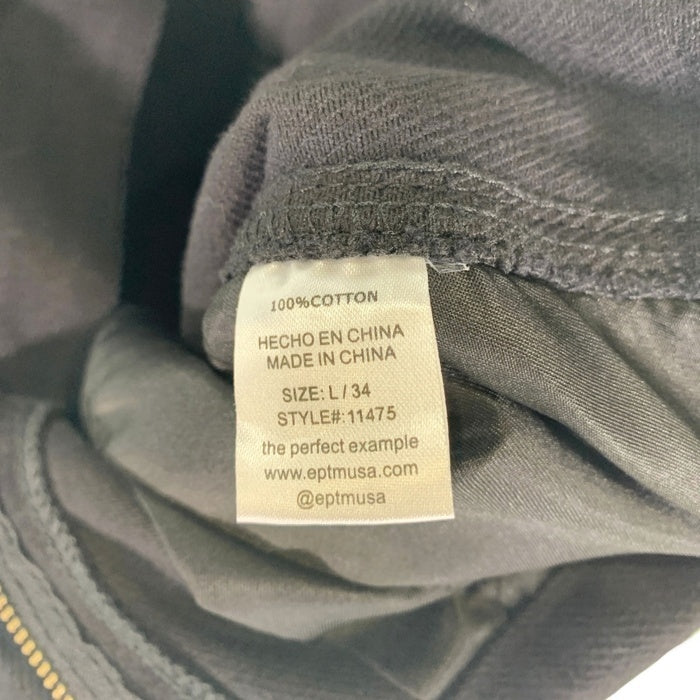 100%COTTON
HECHO EN CHINA
MADE IN CHINA
SIZE: L / 34
STYLE#:11475
the perfect example
www.eptmusa.com
@eptmusa